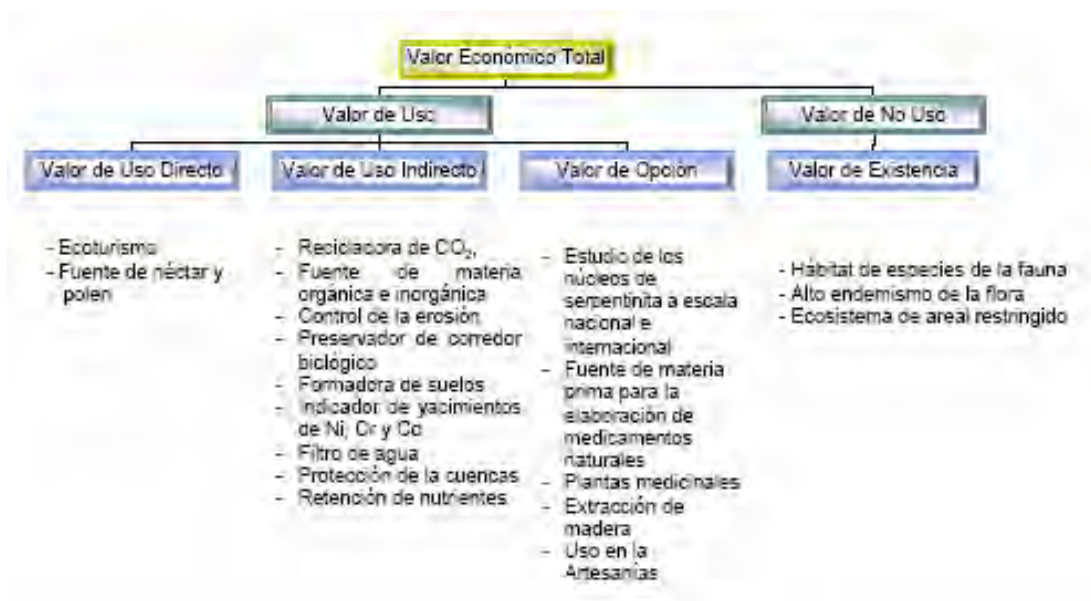 Valor Económico Total
Valor de Uso
Valor de No Uso
Valor de Uso Directo
Valor de Uso Indirecto
Valor de Opción
Valor de Existencia
- Ecoturismo
- Fuente de néctar y
polen
- Recicladora de CO₂,
- Fuente de materia
orgánica e inorgánica
- Control de la erosión
- Preservador de corredor
biológico
- Formadora de suelos
- Indicador de yacimientos
de Ni, Cr y Co
- Filtro de agua
- Protección de la cuencas
- Retención de nutrientes
- Estudio de los
núcleos de
serpentinita a escala
nacional e
internacional
- Fuente de materia
prima para la
elaboración de
medicamentos
naturales
- Plantas medicinales
- Extracción de
madera
- Uso en la
Artesanías
- Hábitat de especies de la fauna
- Alto endemismo de la flora
- Ecosistema de areal restringido